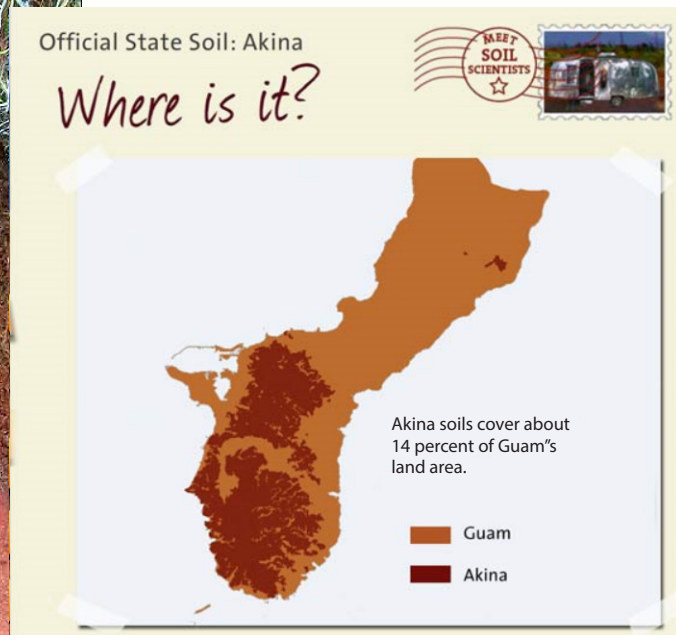 Official State Soil: Akina
Where is it?
MEET
SOIL
SCIENTISTS
Akina soils cover about
14 percent of Guam"s
land area.
Guam
Akina